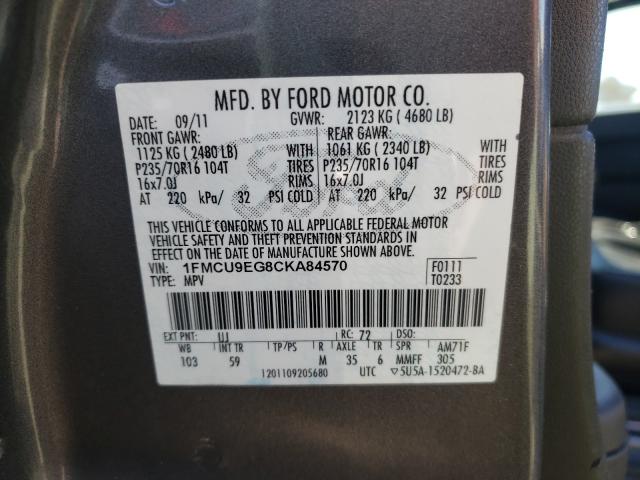 MFD. BY FORD MOTOR CO.
DATE: 09/11 GVWR: 2123 KG ( 4680 LB)
FRONT GAWR: REAR GAWR:
1125 KG ( 2480 LB) WITH 1061 KG ( 2340 LB) WITH
P235/70R16 104T TIRES P235/70R16 104T TIRES
16x7.0J RIMS 16x7.0J RIMS
AT 220 kPa/ 32 PSI COLD AT 220 kPa/ 32 PSI COLD
THIS VEHICLE CONFORMS TO ALL APPLICABLE FEDERAL MOTOR
VEHICLE SAFETY AND THEFT PREVENTION STANDARDS IN
EFFECT ON THE DATE OF MANUFACTURE SHOWN ABOVE.
VIN: 1FMCU9EG8CKA84570 F0111
TYPE: MPV T0233
EXT PNT: UJ RC: 72 DSO:
WB INT TR TP/PS R AXLE TR SPR AM71F
103 59 M 35 6 MMFF 305
1201109205680 UTC ▽5U5A-1520472-BA
Ford